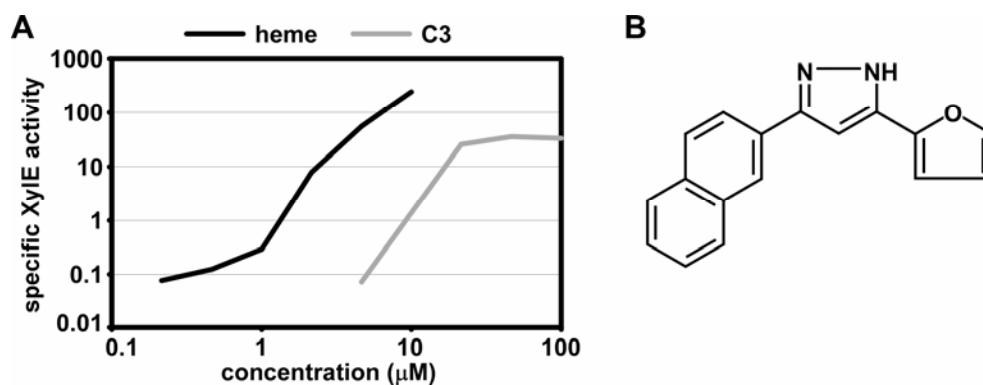 A
heme
C3
1000
100
10
1
0.1
0.01
specific XylE activity
0.1
1
10
100
concentration (μM)
B
N
NH
O